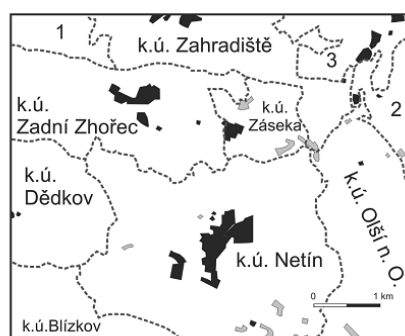 1
k.ú. Zahradiště
3
k.ú.
Zadní Zhořec
k.ú.
Záseka
2
k.ú.
Dědkov
k.ú. Olší n. O.
k.ú. Netín
0 1 km
k.ú.Blízkov